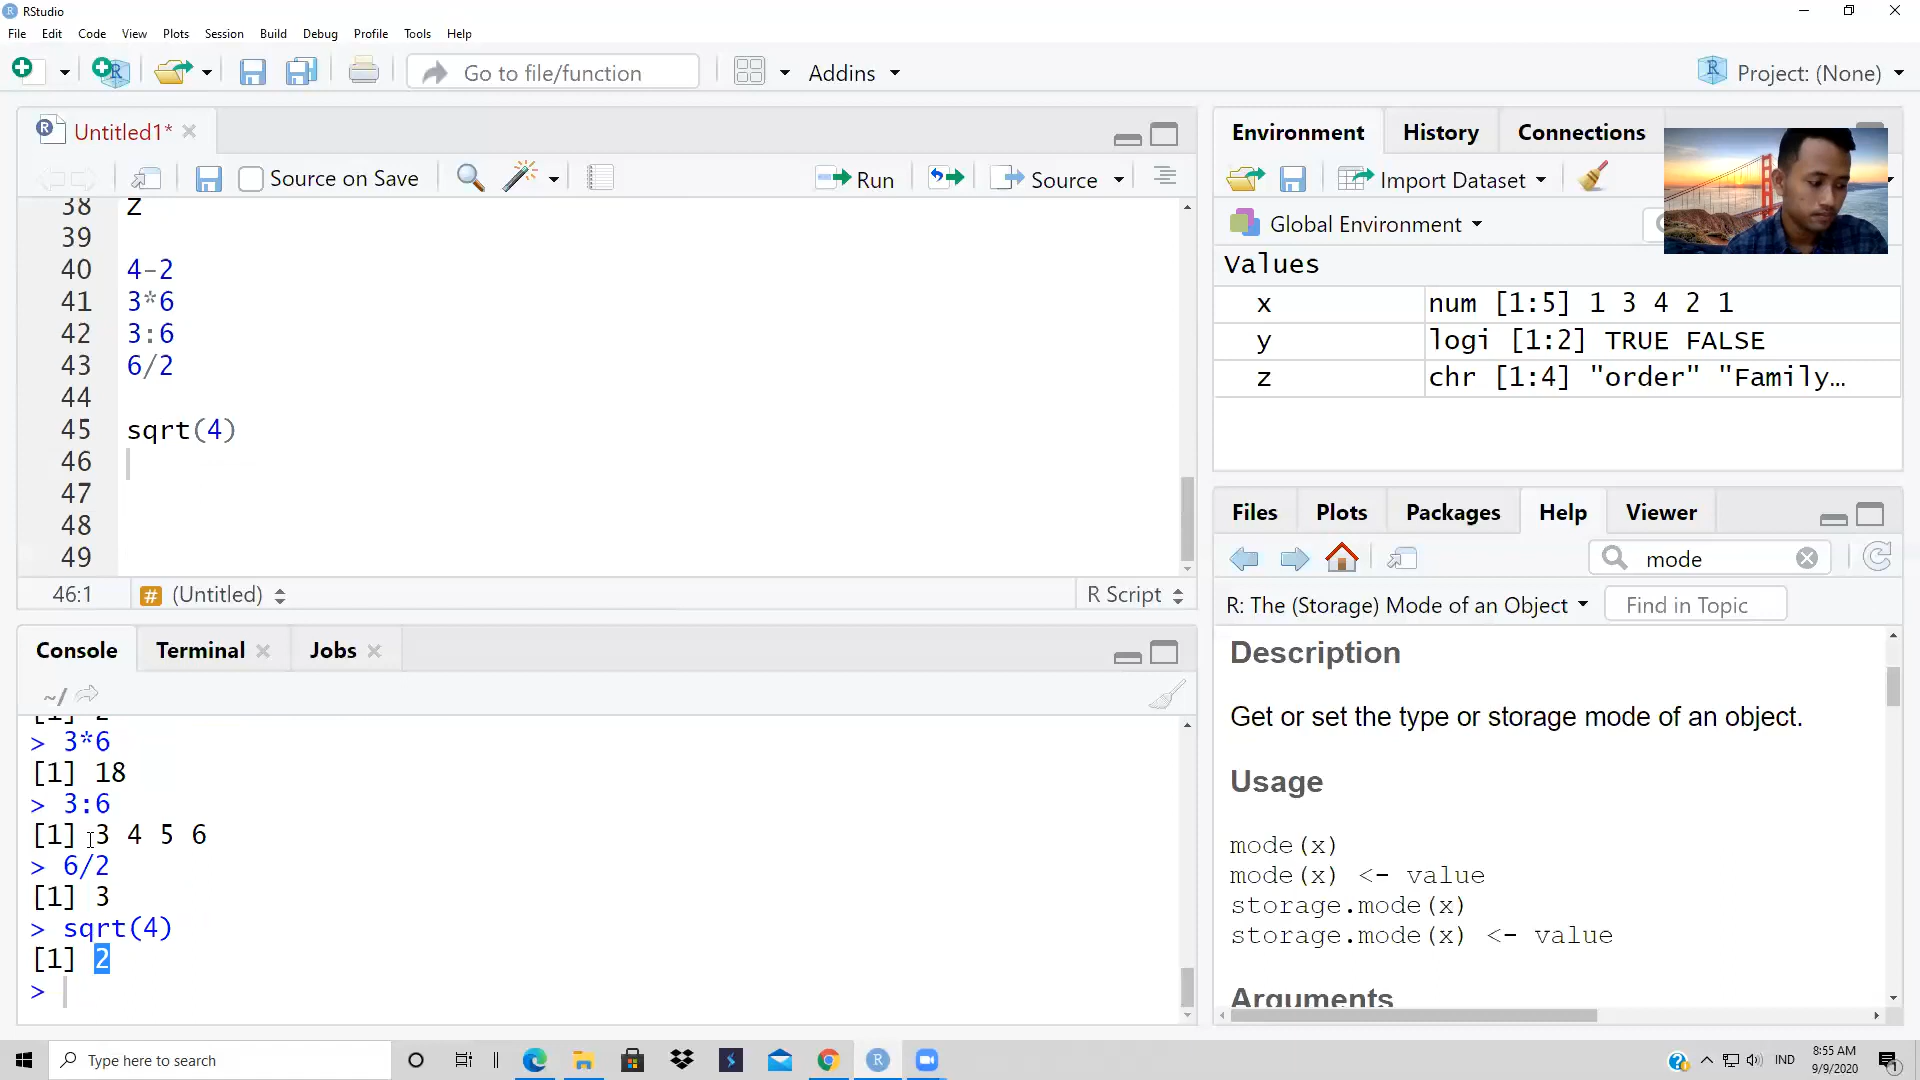 RStudio
File Edit Code View Plots Session Build Debug Profile Tools Help
Go to file/function Addins Project: (None)
Untitled1*
Source on Save Run Source
38 Z
39
40 4-2
41 3*6
42 3:6
43 6/2
44
45 sqrt(4)
46
47
48
49
46:1 (Untitled) R Script
Console Terminal Jobs
~/
[1] 2
> 3*6
[1] 18
> 3:6
[1] 3 4 5 6
> 6/2
[1] 3
> sqrt(4)
[1] 2
>
Environment History Connections
Import Dataset
Global Environment
Values
x num [1:5] 1 3 4 2 1
y logi [1:2] TRUE FALSE
z chr [1:4] "order" "Family…
Files Plots Packages Help Viewer
mode
R: The (Storage) Mode of an Object Find in Topic
Description
Get or set the type or storage mode of an object.
Usage
mode(x)
mode(x) <- value
storage.mode(x)
storage.mode(x) <- value
Arguments
Type here to search
IND
8:55 AM
9/9/2020